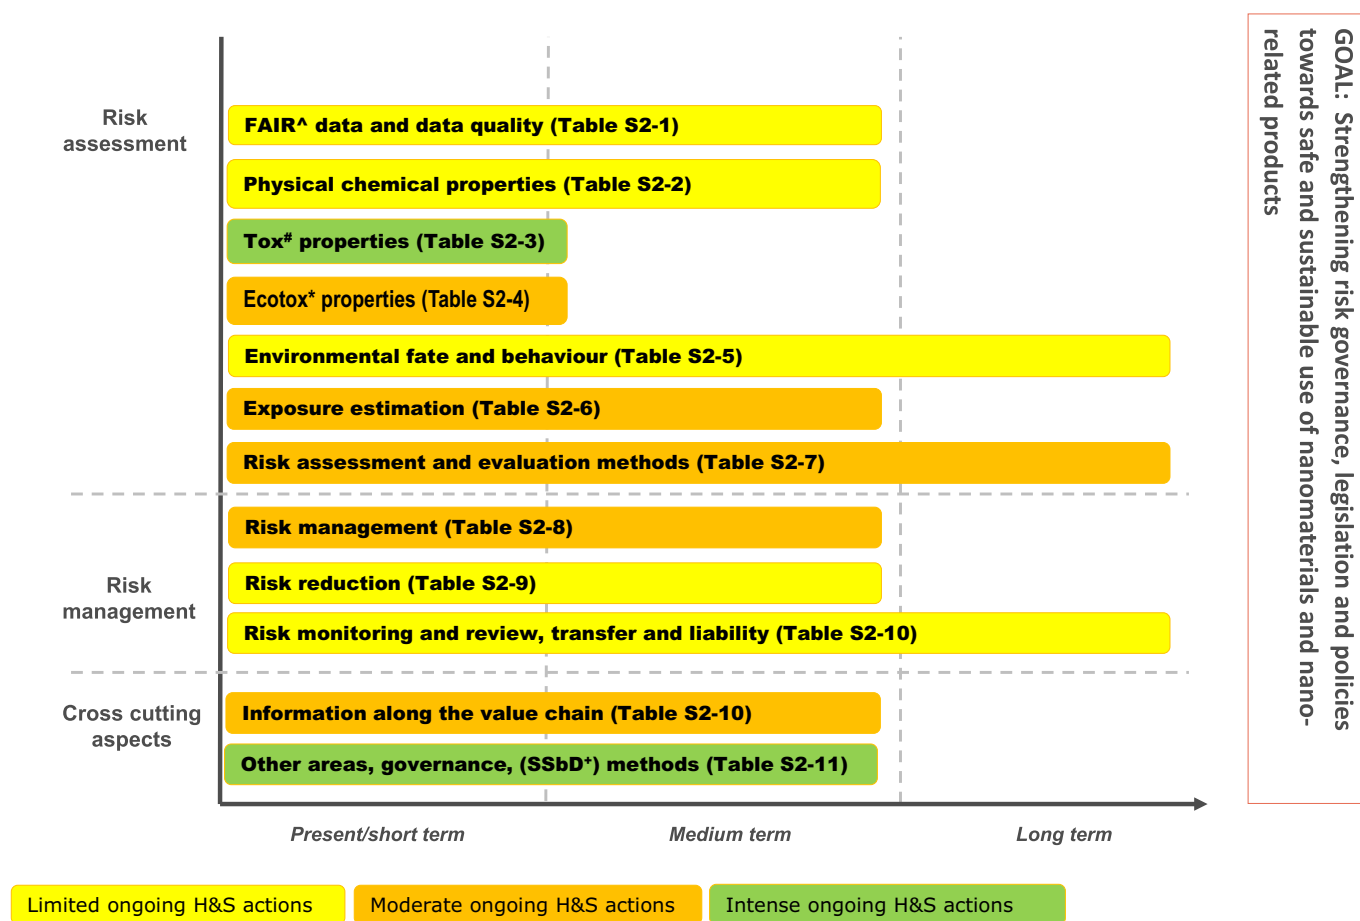 Risk
assessment
FAIR^ data and data quality (Table S2-1)
Physical chemical properties (Table S2-2)
Tox# properties (Table S2-3)
Ecotox* properties (Table S2-4)
Environmental fate and behaviour (Table S2-5)
Exposure estimation (Table S2-6)
Risk assessment and evaluation methods (Table S2-7)
Risk
management
Risk management (Table S2-8)
Risk reduction (Table S2-9)
Risk monitoring and review, transfer and liability (Table S2-10)
Cross cutting
aspects
Information along the value chain (Table S2-10)
Other areas, governance, (SSbD+) methods (Table S2-11)
Present/short term
Medium term
Long term
GOAL: Strengthening risk governance, legislation and policies
towards safe and sustainable use of nanomaterials and nano-
related products
Limited ongoing H&S actions
Moderate ongoing H&S actions
Intense ongoing H&S actions